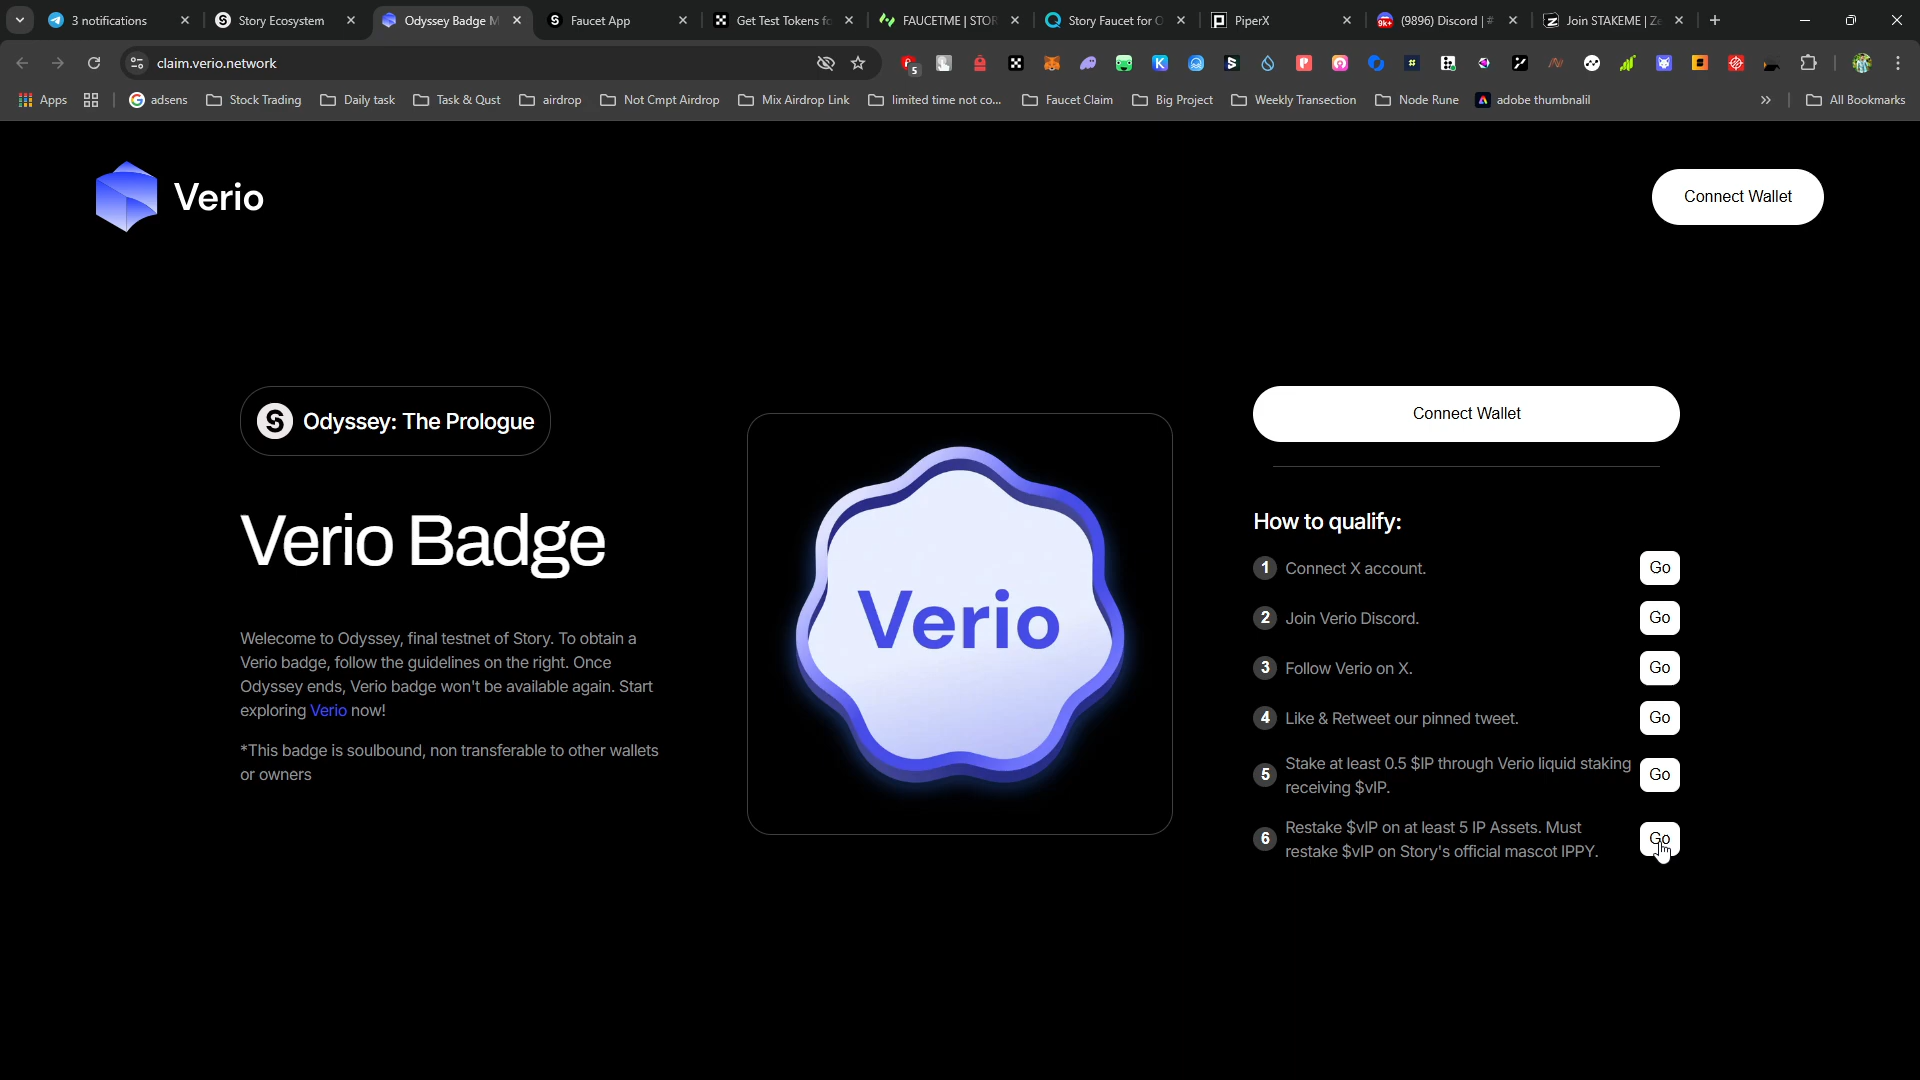 3 notifications
Story Ecosystem
Odyssey Badge M
Faucet App
Get Test Tokens fo
FAUCETME | STOR
Story Faucet for O
PiperX
(9896) Discord | #
Join STAKEME | Ze
claim.verio.network
5
Apps
adsens
Stock Trading
Daily task
Task & Qust
airdrop
Not Cmpt Airdrop
Mix Airdrop Link
limited time not co...
Faucet Claim
Big Project
Weekly Transection
Node Rune
adobe thumbnalil
All Bookmarks
Verio
Connect Wallet
Odyssey: The Prologue
Verio Badge
Welcome to Odyssey, final testnet of Story. To obtain a
Verio badge, follow the guidelines on the right. Once
Odyssey ends, Verio badge won't be available again. Start
exploring Verio now!
*This badge is soulbound, non transferable to other wallets
or owners
Verio
Connect Wallet
How to qualify:
1 Connect X account. Go
2 Join Verio Discord. Go
3 Follow Verio on X. Go
4 Like & Retweet our pinned tweet. Go
5 Stake at least 0.5 $IP through Verio liquid staking
receiving $vIP. Go
6 Restake $vIP on at least 5 IP Assets. Must
restake $vIP on Story's official mascot IPPY. Go